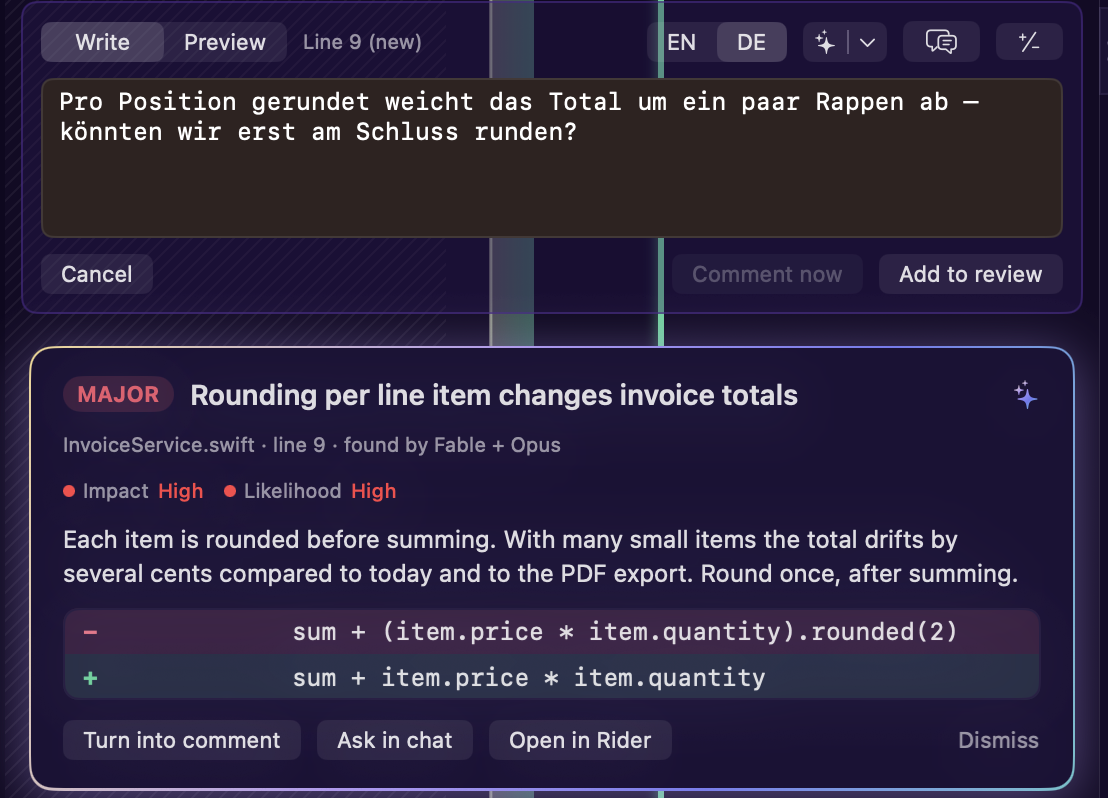 Write Preview Line 9 (new) EN DE
Pro Position gerundet weicht das Total um ein paar Rappen ab –
könnten wir erst am Schluss runden?
Cancel Comment now Add to review
MAJOR Rounding per line item changes invoice totals
InvoiceService.swift · line 9 · found by Fable + Opus
Impact High Likelihood High
Each item is rounded before summing. With many small items the total drifts by
several cents compared to today and to the PDF export. Round once, after summing.
− sum + (item.price * item.quantity).rounded(2)
+ sum + item.price * item.quantity
Turn into comment Ask in chat Open in Rider Dismiss